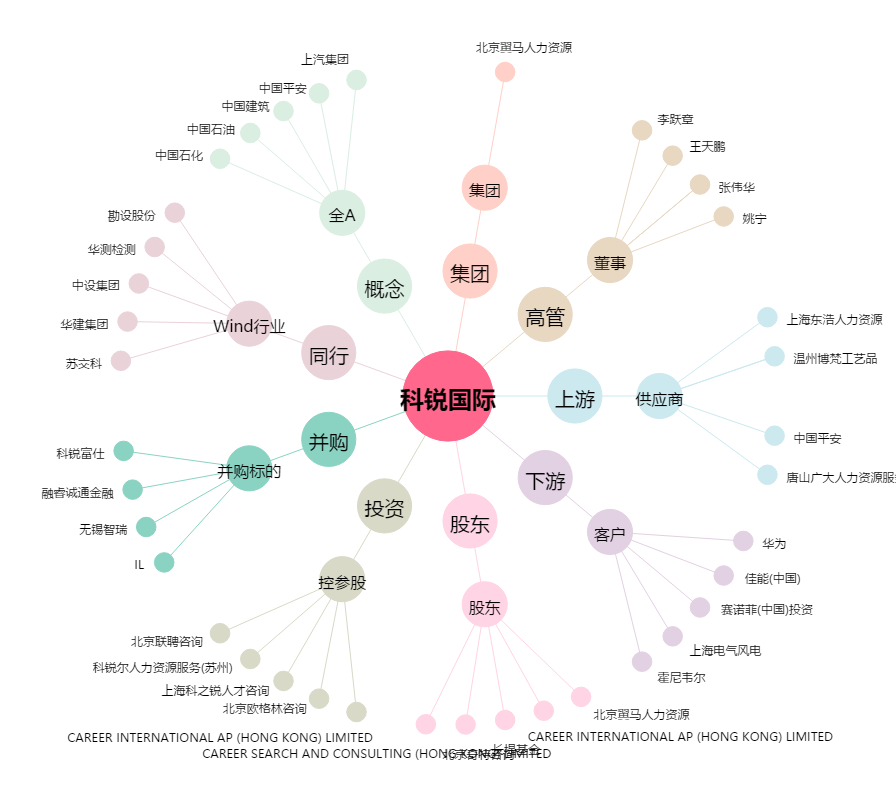 北京翼马人力资源
上汽集团
中国平安
中国建筑
中国石油
中国石化
李跃章
王天鹏
张伟华
姚宁
集团
全A
勘设股份
华测检测
中设集团
华建集团
苏交科
董事
集团
概念
高管
Wind行业
同行
上海东浩人力资源
温州博梵工艺品
中国平安
唐山广大人力资源服务
科锐国际
上游
供应商
并购
并购标的
科锐富仕
融睿诚通金融
无锡智瑞
IL
投资
股东
下游
客户
华为
佳能(中国)
赛诺菲(中国)投资
上海电气风电
霍尼韦尔
控参股
股东
北京联聘咨询
科锐尔人力资源服务(苏州)
上海科之锐人才咨询
北京欧格林咨询
北京翼马人力资源
CAREER INTERNATIONAL AP (HONG KONG) LIMITED
CAREER INTERNATIONAL AP (HONG KONG) LIMITED
CAREER SEARCH AND CONSULTING (HONG KONG) LIMITED